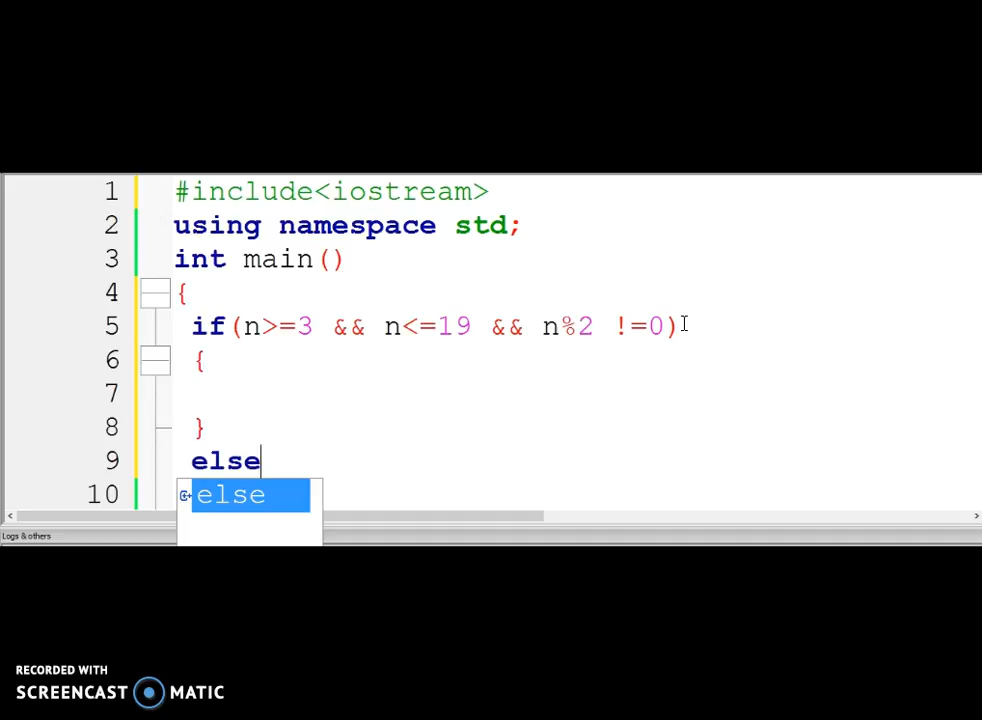 1 #include<iostream>
2 using namespace std;
3 int main()
4 {
5 if(n>=3 && n<=19 && n%2 !=0)
6 {
7
8 }
9 else
10 else
Logs & others
RECORDED WITH
SCREENCAST MATIC